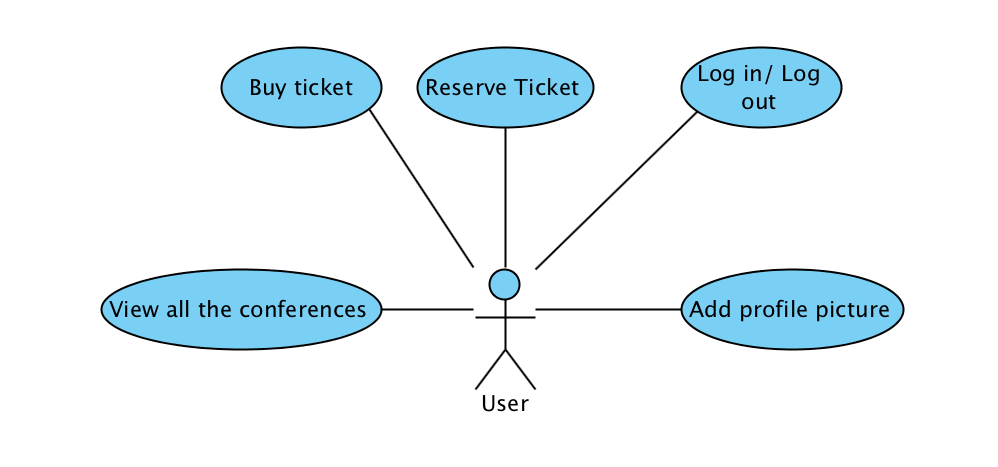 Buy ticket
Reserve Ticket
Log in/ Log
out
View all the conferences
Add profile picture
User